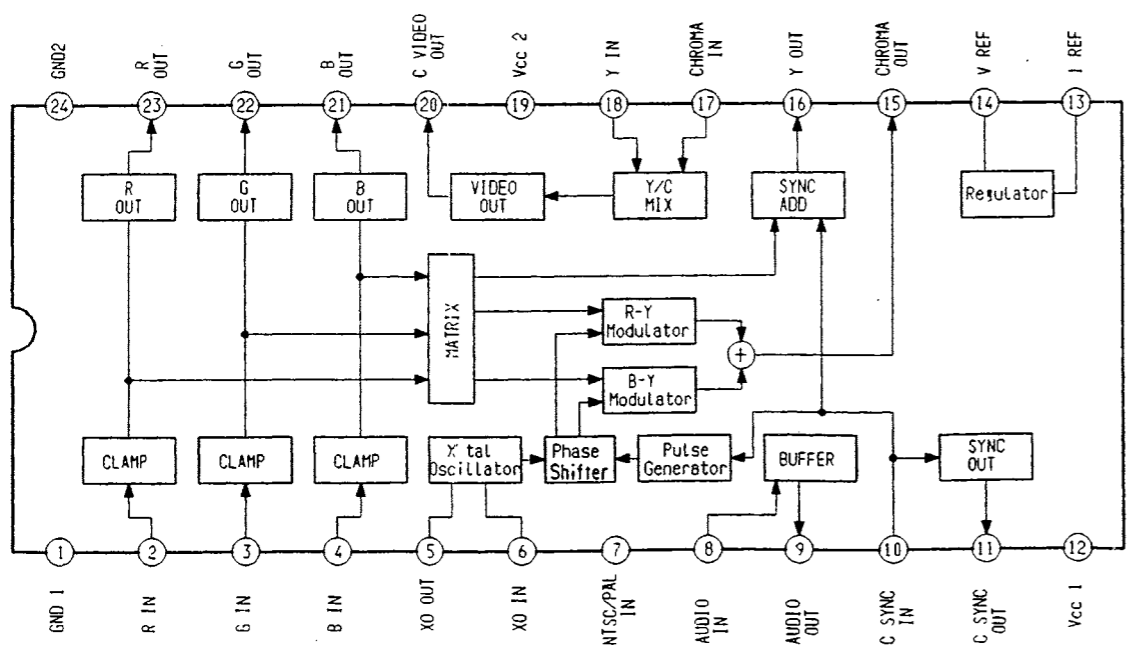 GND2
R
OUT
G
OUT
B
OUT
C VIDEO
OUT
Vcc 2
Y IN
CHROMA
IN
Y OUT
CHROMA
OUT
V REF
I REF
24
23
22
21
20
19
18
17
16
15
14
13
R
OUT
G
OUT
B
OUT
VIDEO
OUT
Y/C
MIX
SYNC
ADD
Regulator
MATRIX
R-Y
Modulator
+
B-Y
Modulator
CLAMP
CLAMP
CLAMP
X'tal
Oscillator
Phase
Shifter
Pulse
Generator
BUFFER
SYNC
OUT
1
2
3
4
5
6
7
8
9
10
11
12
GND 1
R IN
G IN
B IN
XO OUT
XO IN
NTSC/PAL
IN
AUDIO
IN
AUDIO
OUT
C SYNC
IN
C SYNC
OUT
Vcc 1